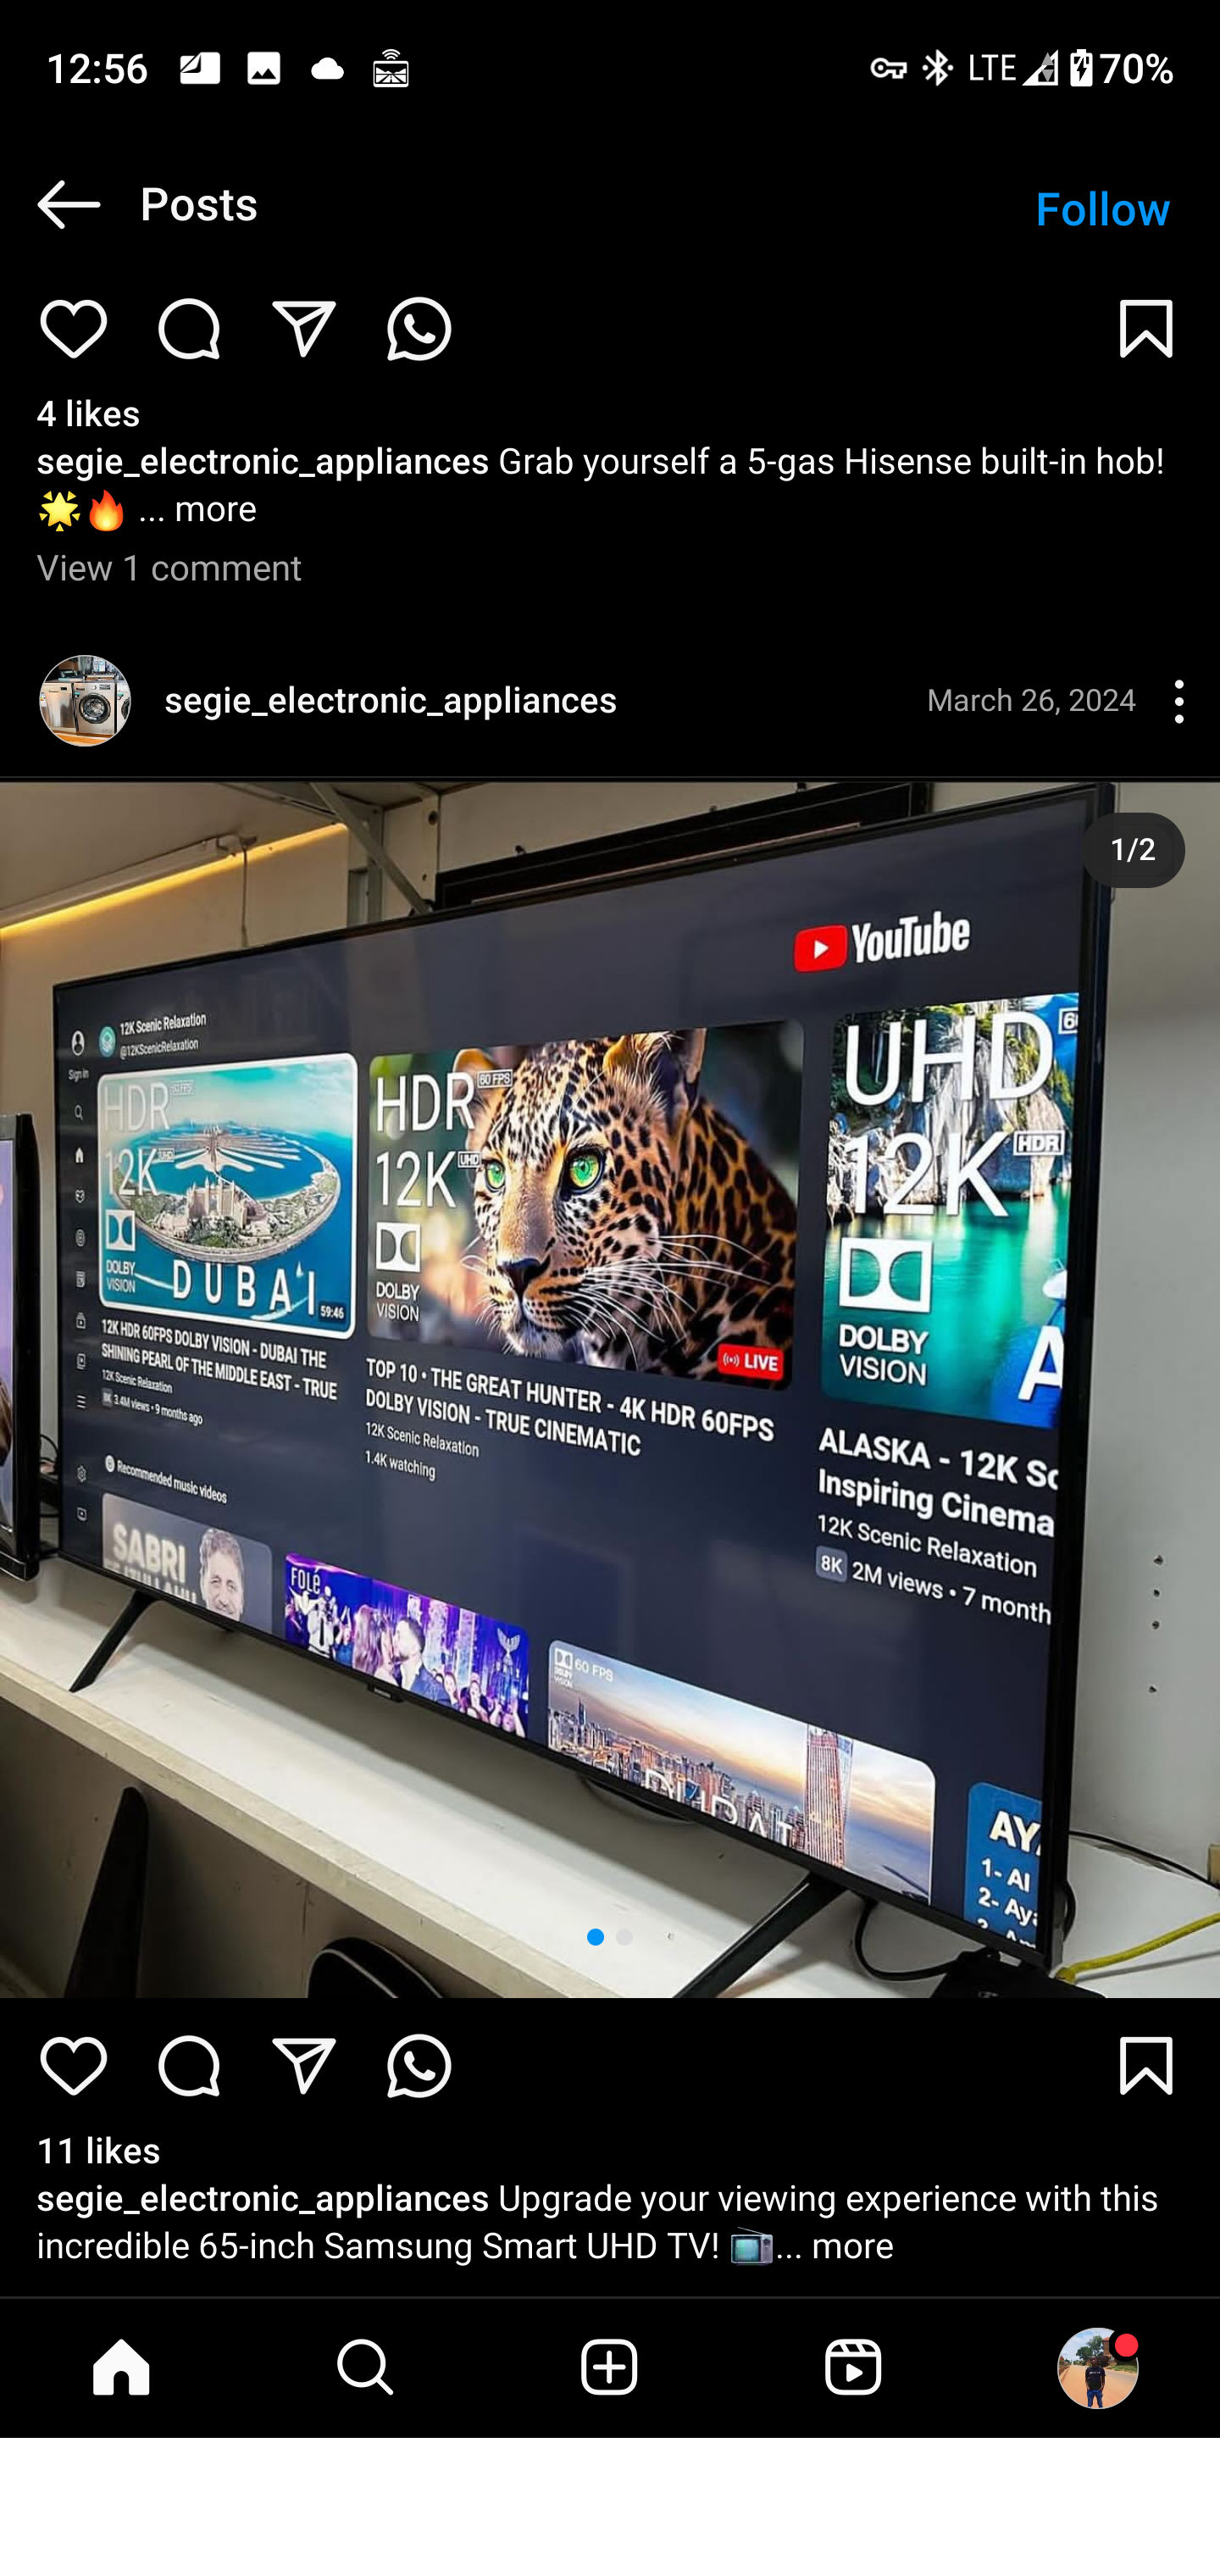 12:56
LTE 70%
Posts
Follow
4 likes
segie_electronic_appliances Grab yourself a 5-gas Hisense built-in hob!
🌟🔥 ... more
View 1 comment
segie_electronic_appliances
March 26, 2024
1/2
YouTube
12K Scenic Relaxation
@12KScenicRelaxation
Sign in
HDR 60 FPS
12K UHD
DOLBY
VISION
DUBAI
59:46
12K HDR 60FPS DOLBY VISION - DUBAI THE
SHINING PEARL OF THE MIDDLE EAST - TRUE
12K Scenic Relaxation
8K 3.4M views • 9 months ago
HDR 60 FPS
12K UHD
DOLBY
VISION
LIVE
TOP 10 • THE GREAT HUNTER - 4K HDR 60FPS
DOLBY VISION - TRUE CINEMATIC
12K Scenic Relaxation
1.4K watching
UHD
12K HDR
DOLBY
VISION
ALASKA - 12K Sc
Inspiring Cinema
12K Scenic Relaxation
8K 2M views • 7 month
Recommended music videos
SABRI
FOLE
60 FPS
AY
1- Al
2- Aya
11 likes
segie_electronic_appliances Upgrade your viewing experience with this
incredible 65-inch Samsung Smart UHD TV! 📺... more